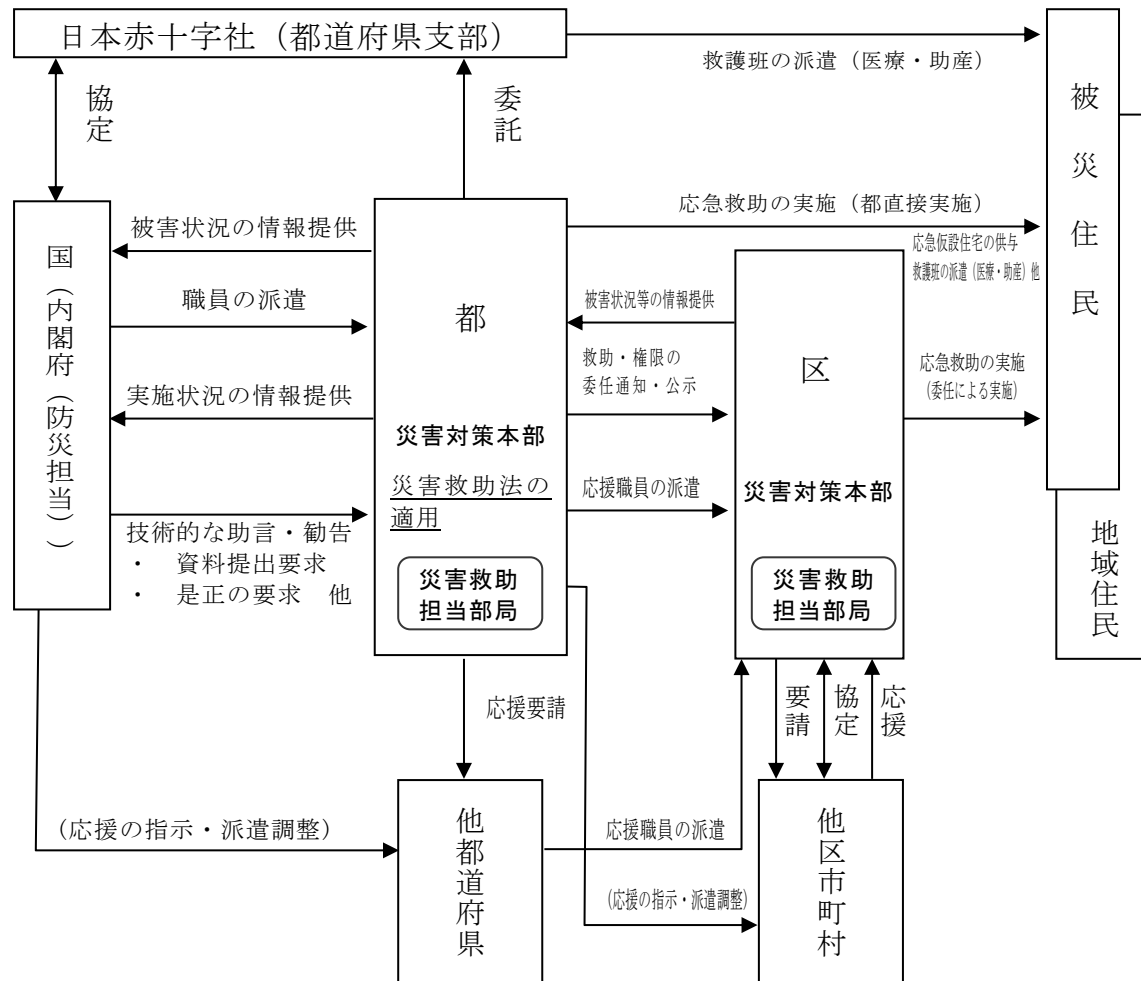 日本赤十字社（都道府県支部）
救護班の派遣（医療・助産）
協定
委託
被災住民
地域住民
国（内閣府（防災担当））
被害状況の情報提供
職員の派遣
実施状況の情報提供
技術的な助言・勧告
・　資料提出要求
・　是正の要求　他
都
災害対策本部
災害救助法の
適用
災害救助
担当部局
応急救助の実施（都直接実施）
応急仮設住宅の供与
救護班の派遣（医療・助産）他
被害状況等の情報提供
救助・権限の
委任通知・公示
応援職員の派遣
区
災害対策本部
災害救助
担当部局
応急救助の実施
（委任による実施）
応援要請
要請
協定
応援
（応援の指示・派遣調整）
他都道府県
応援職員の派遣
（応援の指示・派遣調整）
他区市町村